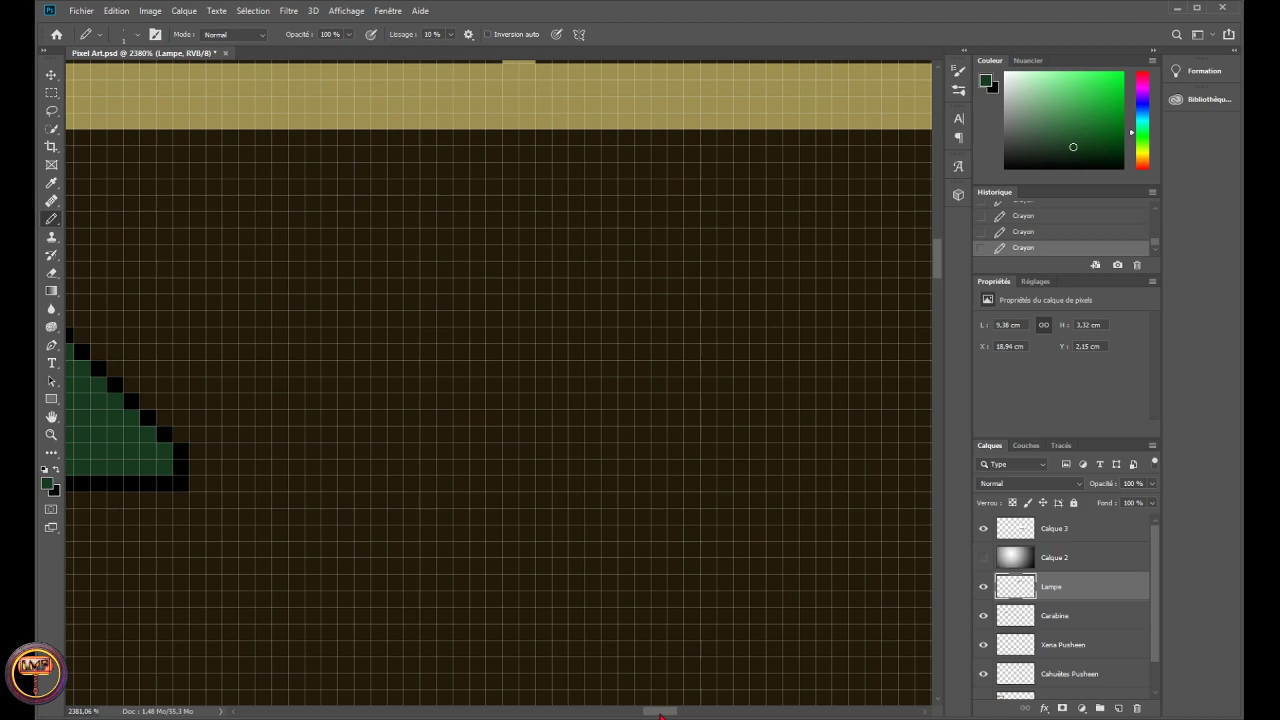 Ps Fichier Edition Image Calque Texte Sélection Filtre 3D Affichage Fenêtre Aide
1 Mode : Normal Opacité : 100 % Lissage : 10 % Inversion auto
Pixel Art.psd @ 2380% (Lampe, RVB/8) *
Couleur Nuancier
Formation
Bibliothèqu...
Historique
Crayon
Crayon
Crayon
Propriétés Réglages
Propriétés du calque de pixels
L : 9,38 cm H : 3,32 cm
X : 18,94 cm Y : 2,15 cm
Calques Couches Tracés
Type
Normal Opacité : 100 %
Verrou : Fond : 100 %
Calque 3
Calque 2
Lampe
Carabine
Xena Pusheen
Cahuètes Pusheen
LMP
2381,06 % Doc : 1,48 Mo/55,3 Mo